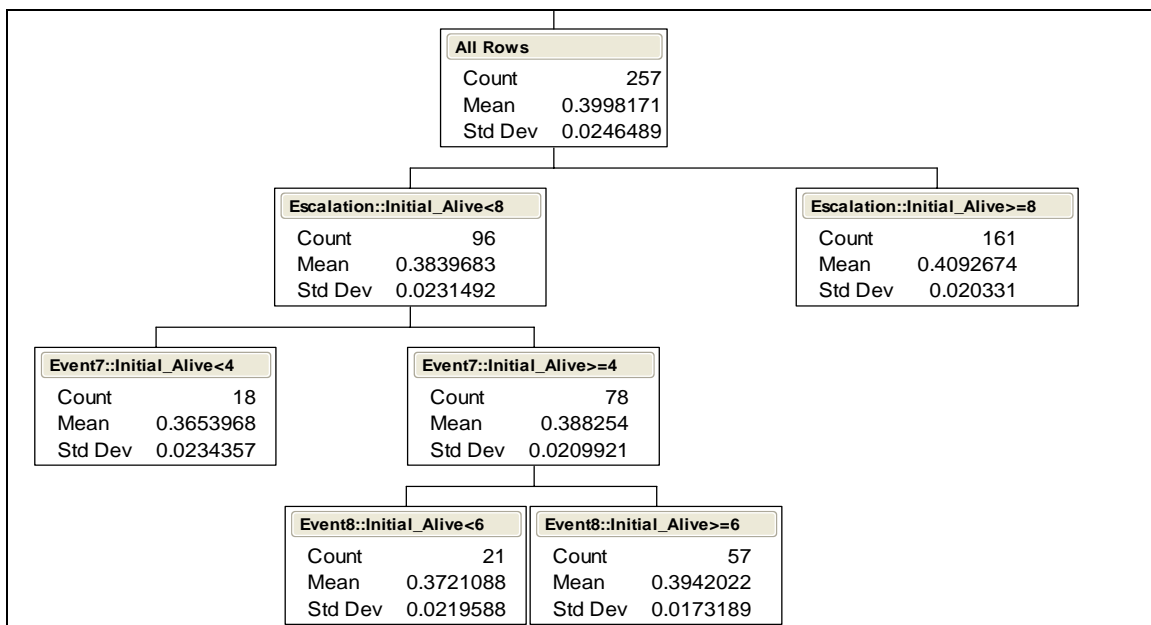 All Rows
Count 257
Mean 0.3998171
Std Dev 0.0246489
Escalation::Initial_Alive<8
Count 96
Mean 0.3839683
Std Dev 0.0231492
Escalation::Initial_Alive>=8
Count 161
Mean 0.4092674
Std Dev 0.020331
Event7::Initial_Alive<4
Count 18
Mean 0.3653968
Std Dev 0.0234357
Event7::Initial_Alive>=4
Count 78
Mean 0.388254
Std Dev 0.0209921
Event8::Initial_Alive<6
Count 21
Mean 0.3721088
Std Dev 0.0219588
Event8::Initial_Alive>=6
Count 57
Mean 0.3942022
Std Dev 0.0173189